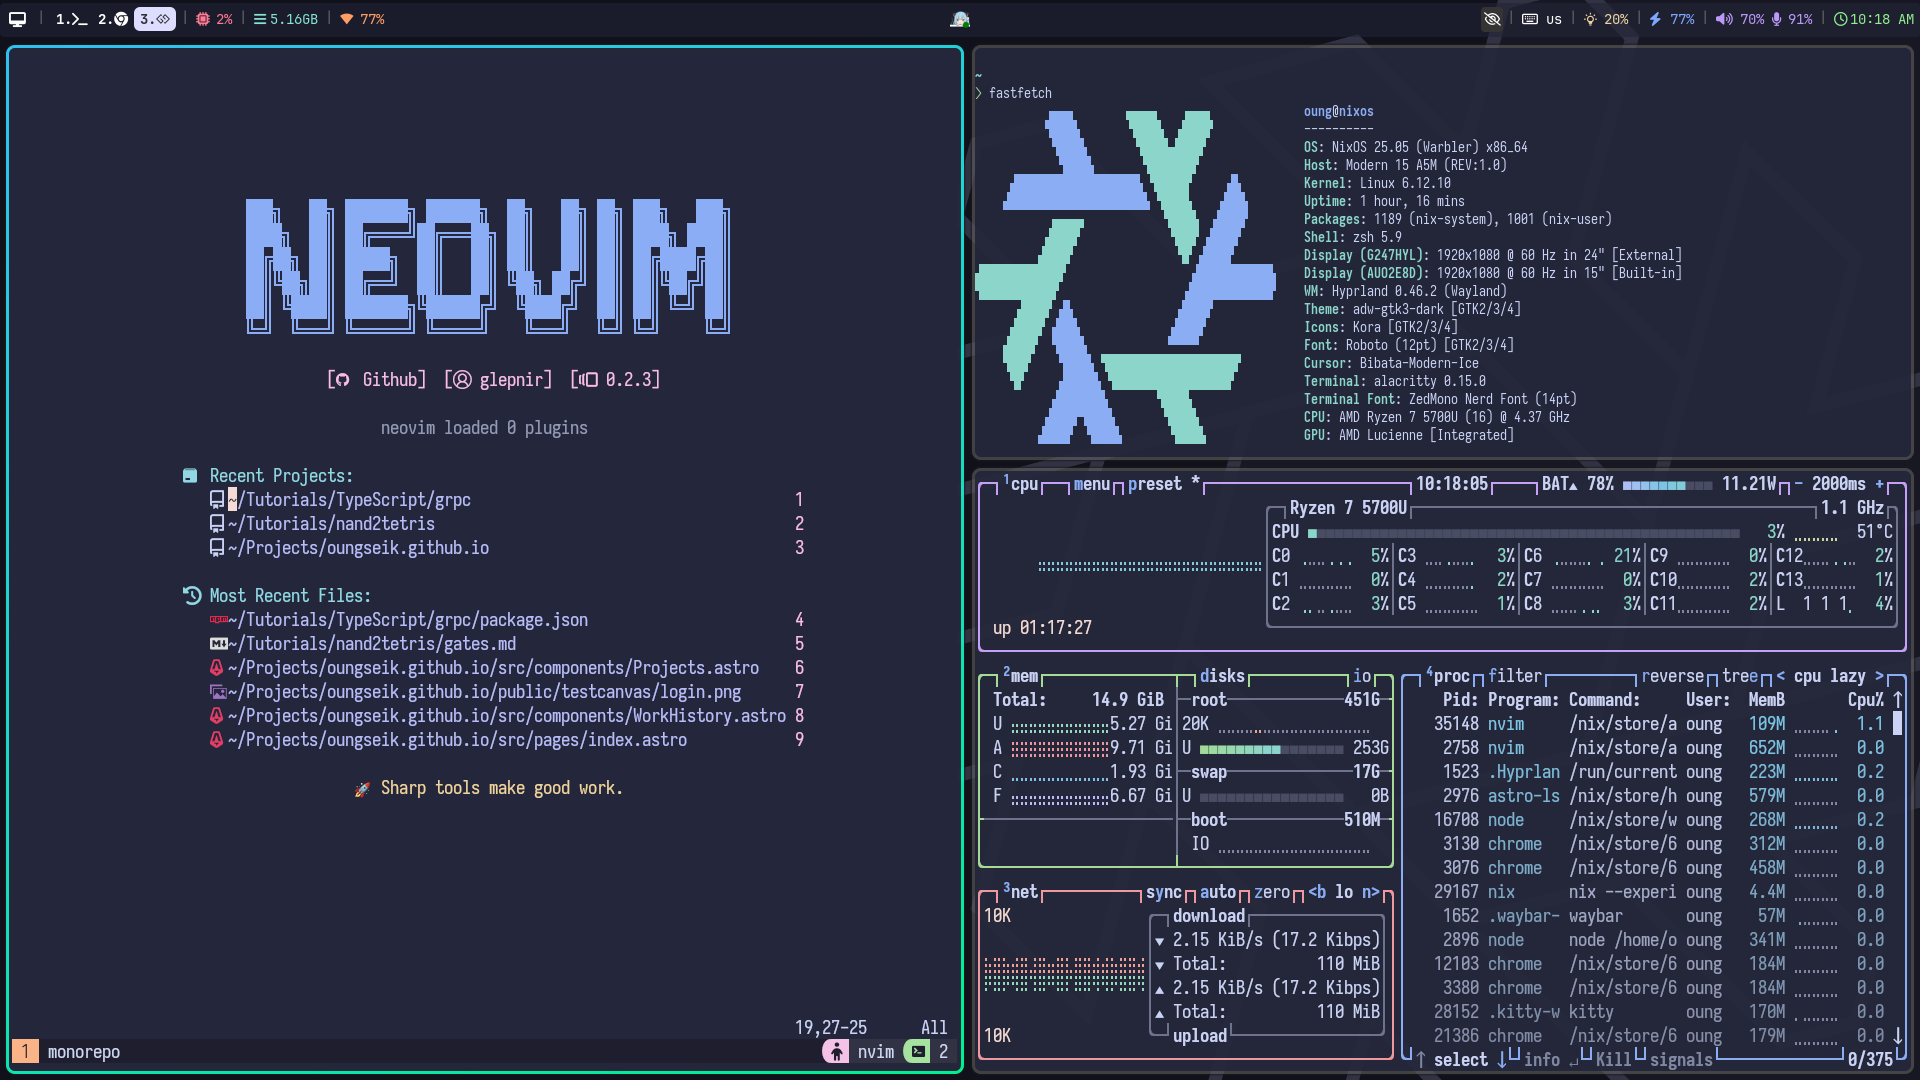 1. 2. 3. 2% 5.16GB 77% us 20% 77% 70% 91% 10:18 AM
NEOVIM
[ Github] [ glepnir] [ 0.2.3]
neovim loaded 0 plugins
Recent Projects:
~/Tutorials/TypeScript/grpc 1
~/Tutorials/nand2tetris 2
~/Projects/oungseik.github.io 3
Most Recent Files:
~/Tutorials/TypeScript/grpc/package.json 4
~/Tutorials/nand2tetris/gates.md 5
~/Projects/oungseik.github.io/src/components/Projects.astro 6
~/Projects/oungseik.github.io/public/testcanvas/login.png 7
~/Projects/oungseik.github.io/src/components/WorkHistory.astro 8
~/Projects/oungseik.github.io/src/pages/index.astro 9
🚀 Sharp tools make good work.
19,27-25 All
1 monorepo nvim 2
~
❯ fastfetch
oung@nixos
----------
OS: NixOS 25.05 (Warbler) x86_64
Host: Modern 15 A5M (REV:1.0)
Kernel: Linux 6.12.10
Uptime: 1 hour, 16 mins
Packages: 1189 (nix-system), 1001 (nix-user)
Shell: zsh 5.9
Display (G247HYL): 1920x1080 @ 60 Hz in 24" [External]
Display (AUO2E8D): 1920x1080 @ 60 Hz in 15" [Built-in]
WM: Hyprland 0.46.2 (Wayland)
Theme: adw-gtk3-dark [GTK2/3/4]
Icons: Kora [GTK2/3/4]
Font: Roboto (12pt) [GTK2/3/4]
Cursor: Bibata-Modern-Ice
Terminal: alacritty 0.15.0
Terminal Font: ZedMono Nerd Font (14pt)
CPU: AMD Ryzen 7 5700U (16) @ 4.37 GHz
GPU: AMD Lucienne [Integrated]
¹cpu menu preset * 10:18:05 BAT▲ 78% 11.21W - 2000ms +
Ryzen 7 5700U 1.1 GHz
CPU 3% 51°C
C0 5% C3 3% C6 21% C9 0% C12 2%
C1 0% C4 2% C7 0% C10 2% C13 1%
C2 3% C5 1% C8 3% C11 2% L 1 1 1 4%
up 01:17:27
²mem disks io
Total: 14.9 GiB root 451G
U 5.27 Gi 20K
A 9.71 Gi U 253G
C 1.93 Gi swap 17G
F 6.67 Gi U 0B
boot 510M
IO
³net sync auto zero <b lo n>
10K download
▼ 2.15 KiB/s (17.2 Kibps)
▼ Total: 110 MiB
▲ 2.15 KiB/s (17.2 Kibps)
▲ Total: 110 MiB
10K upload
⁴proc filter reverse tree < cpu lazy >
Pid: Program: Command: User: MemB Cpu% ↑
35148 nvim /nix/store/a oung 109M 1.1
2758 nvim /nix/store/a oung 652M 0.0
1523 .Hyprlan /run/current oung 223M 0.2
2976 astro-ls /nix/store/h oung 579M 0.0
16708 node /nix/store/w oung 268M 0.2
3130 chrome /nix/store/6 oung 312M 0.0
3076 chrome /nix/store/6 oung 458M 0.0
29167 nix nix --experi oung 4.4M 0.0
1652 .waybar- waybar oung 57M 0.0
2896 node node /home/o oung 341M 0.0
12103 chrome /nix/store/6 oung 184M 0.0
3380 chrome /nix/store/6 oung 184M 0.0
28152 .kitty-w kitty oung 170M 0.0
21386 chrome /nix/store/6 oung 179M 0.0 ↓
↑ select ↓ info ↵ Kill signals 0/375